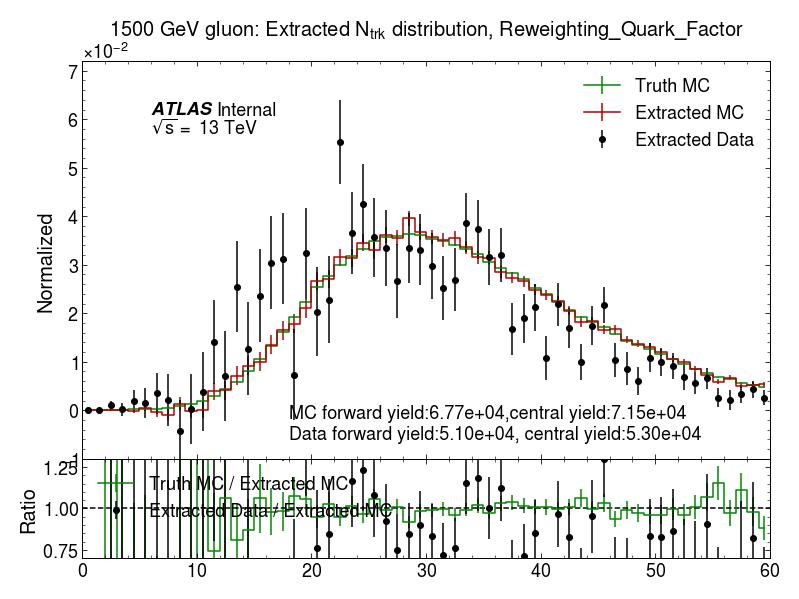 1500 GeV gluon: Extracted N_trk distribution, Reweighting_Quark_Factor
×10⁻²
7
6
5
4
3
2
1
0
Normalized
ATLAS Internal
√s = 13 TeV
Truth MC
Extracted MC
Extracted Data
MC forward yield:6.77e+04,central yield:7.15e+04
Data forward yield:5.10e+04, central yield:5.30e+04
1
1.25
1.00
0.75
Ratio
Truth MC / Extracted MC
Extracted Data / Extracted MC
0 10 20 30 40 50 60